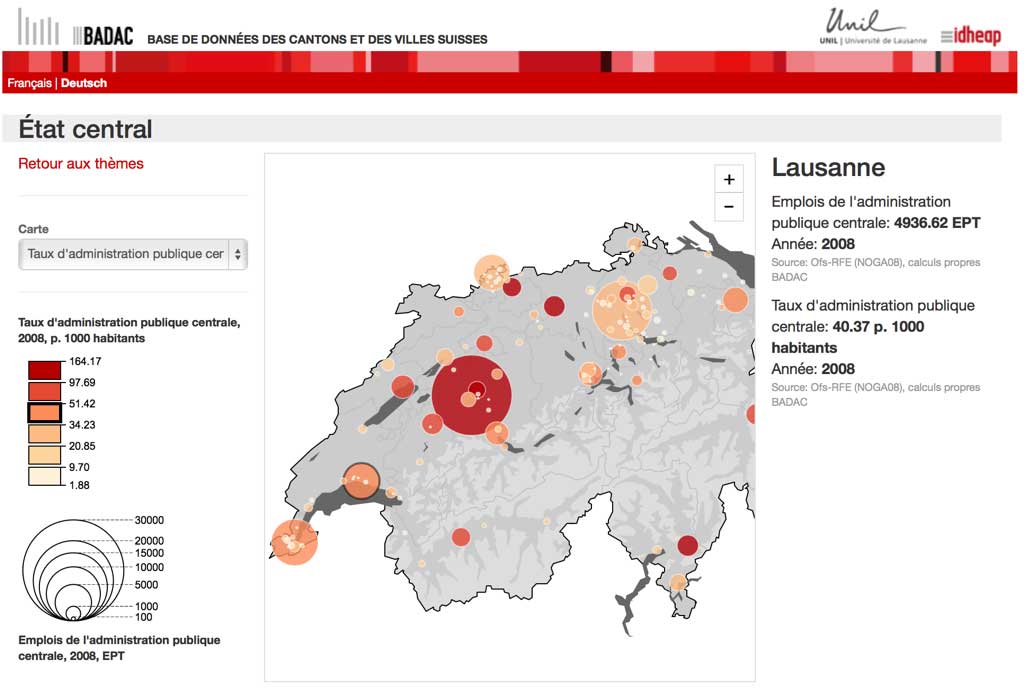 BADAC
BASE DE DONNÉES DES CANTONS ET DES VILLES SUISSES
Unil
UNIL | Université de Lausanne
idheap
Français | Deutsch
État central
Retour aux thèmes
Carte
Taux d'administration publique cer
Taux d'administration publique centrale,
2008, p. 1000 habitants
164.17
97.69
51.42
34.23
20.85
9.70
1.88
30000
20000
15000
10000
5000
1000
100
Emplois de l'administration publique
centrale, 2008, EPT
+
−
Lausanne
Emplois de l'administration
publique centrale: 4936.62 EPT
Année: 2008
Source: Ofs-RFE (NOGA08), calculs propres
BADAC
Taux d'administration publique
centrale: 40.37 p. 1000
habitants
Année: 2008
Source: Ofs-RFE (NOGA08), calculs propres
BADAC